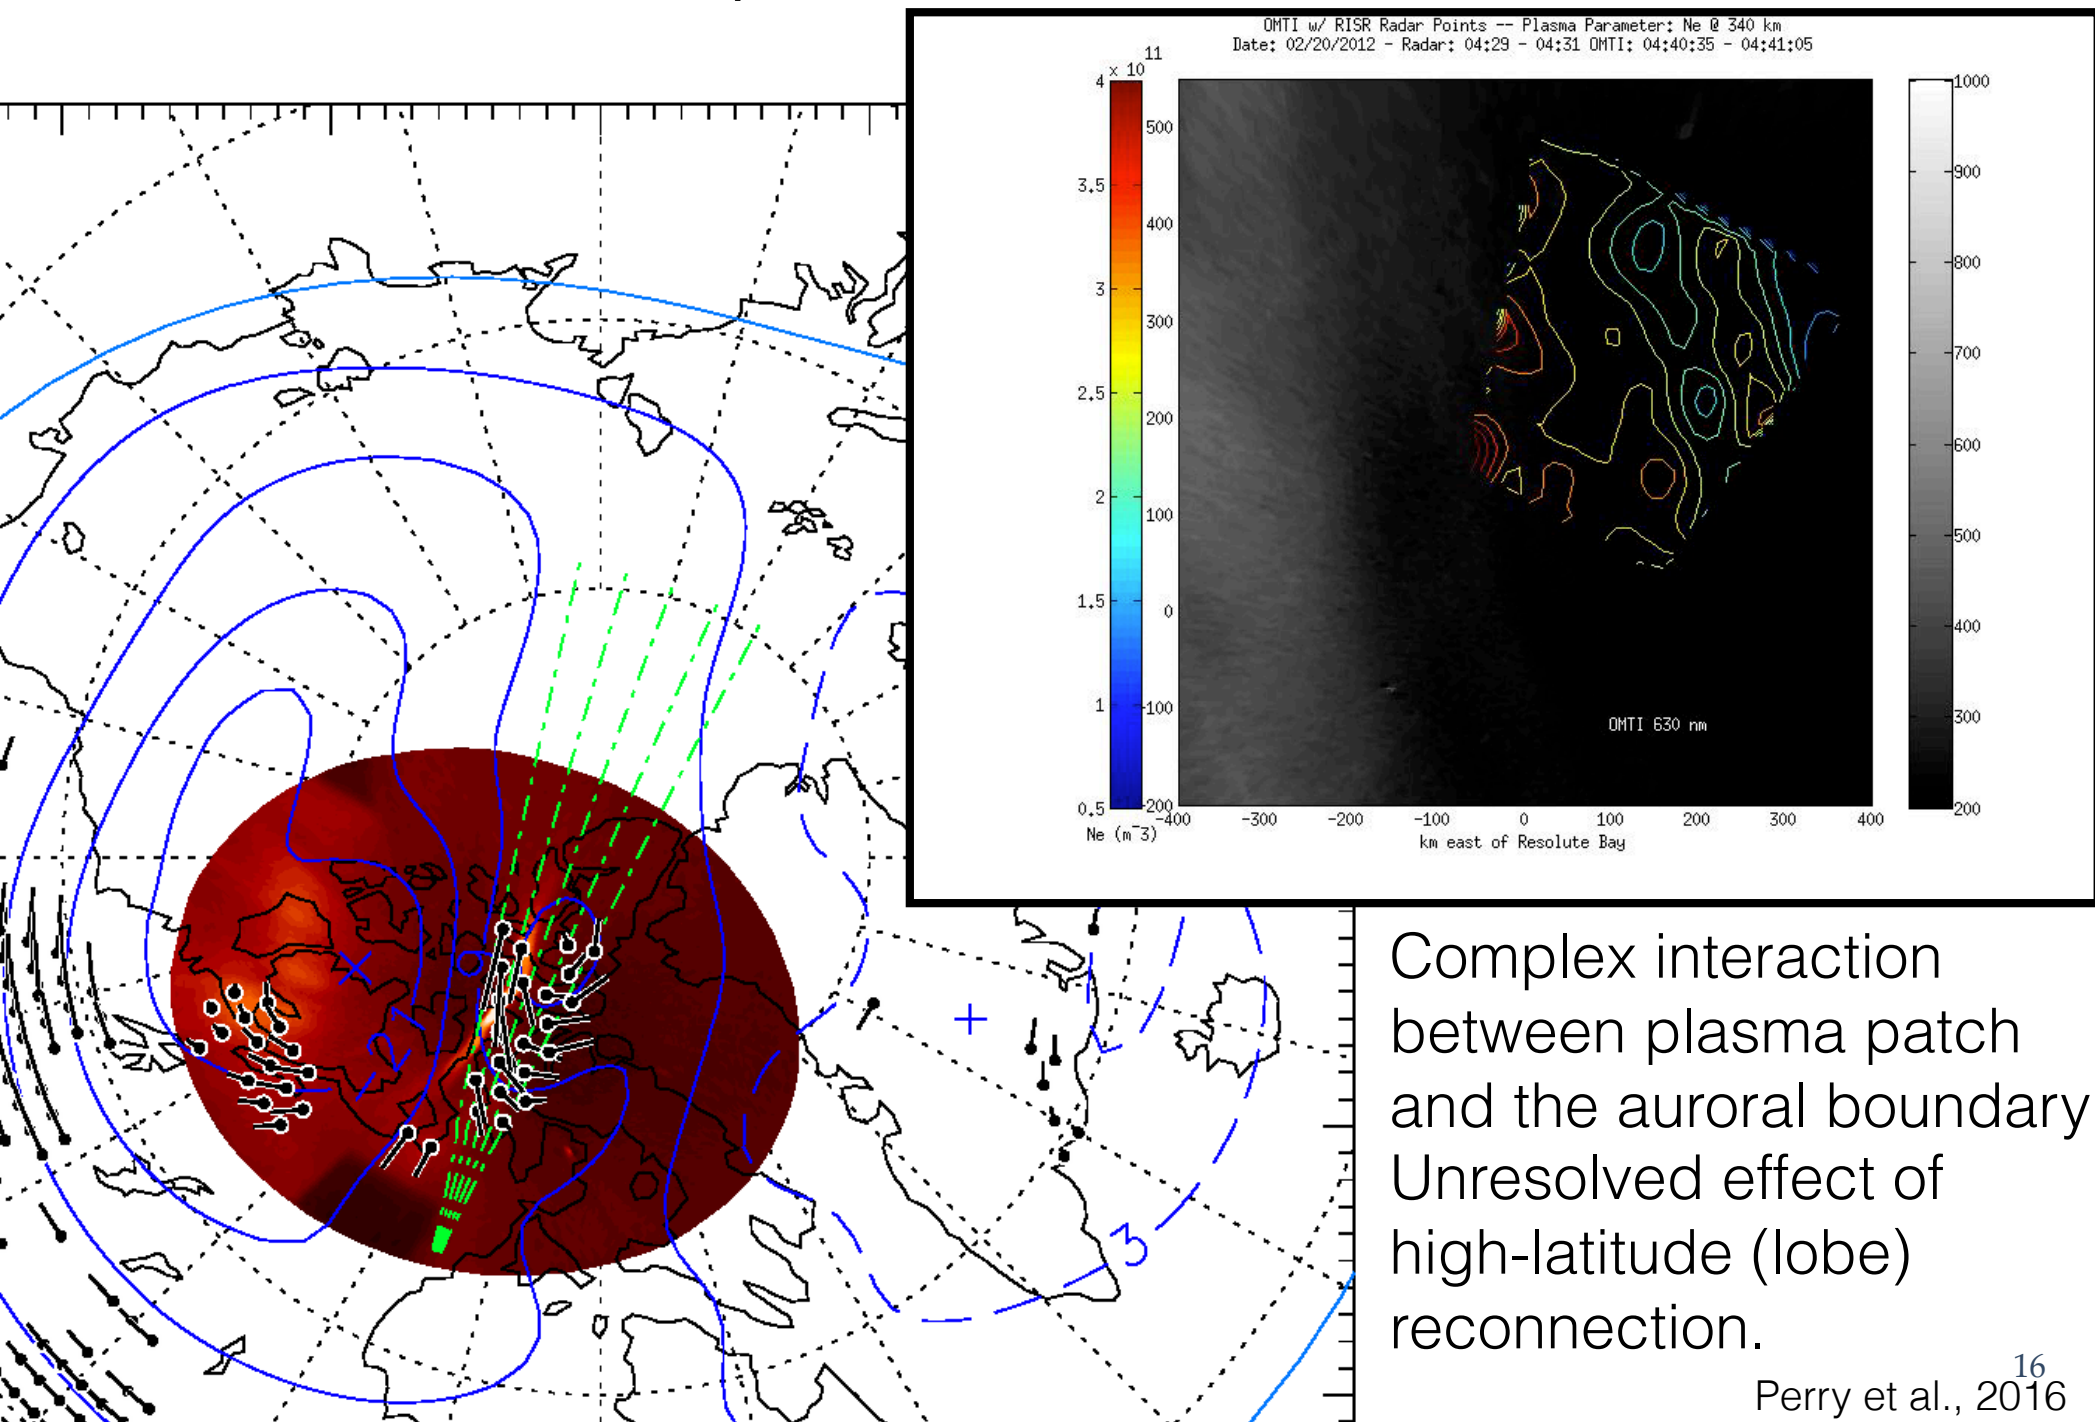 OMTI w/ RISR Radar Points -- Plasma Parameter: Ne @ 340 km
Date: 02/20/2012 - Radar: 04:29 - 04:31 OMTI: 04:40:35 - 04:41:05
x 10 11
4
3.5
3
2.5
2
1.5
1
0.5
Ne (m^-3)
500
400
300
200
100
0
-100
-200
-400 -300 -200 -100 0 100 200 300 400
km east of Resolute Bay
OMTI 630 nm
1000
900
800
700
600
500
400
300
200
9
-21
3
Complex interaction
between plasma patch
and the auroral boundary
Unresolved effect of
high-latitude (lobe)
reconnection.
16
Perry et al., 2016